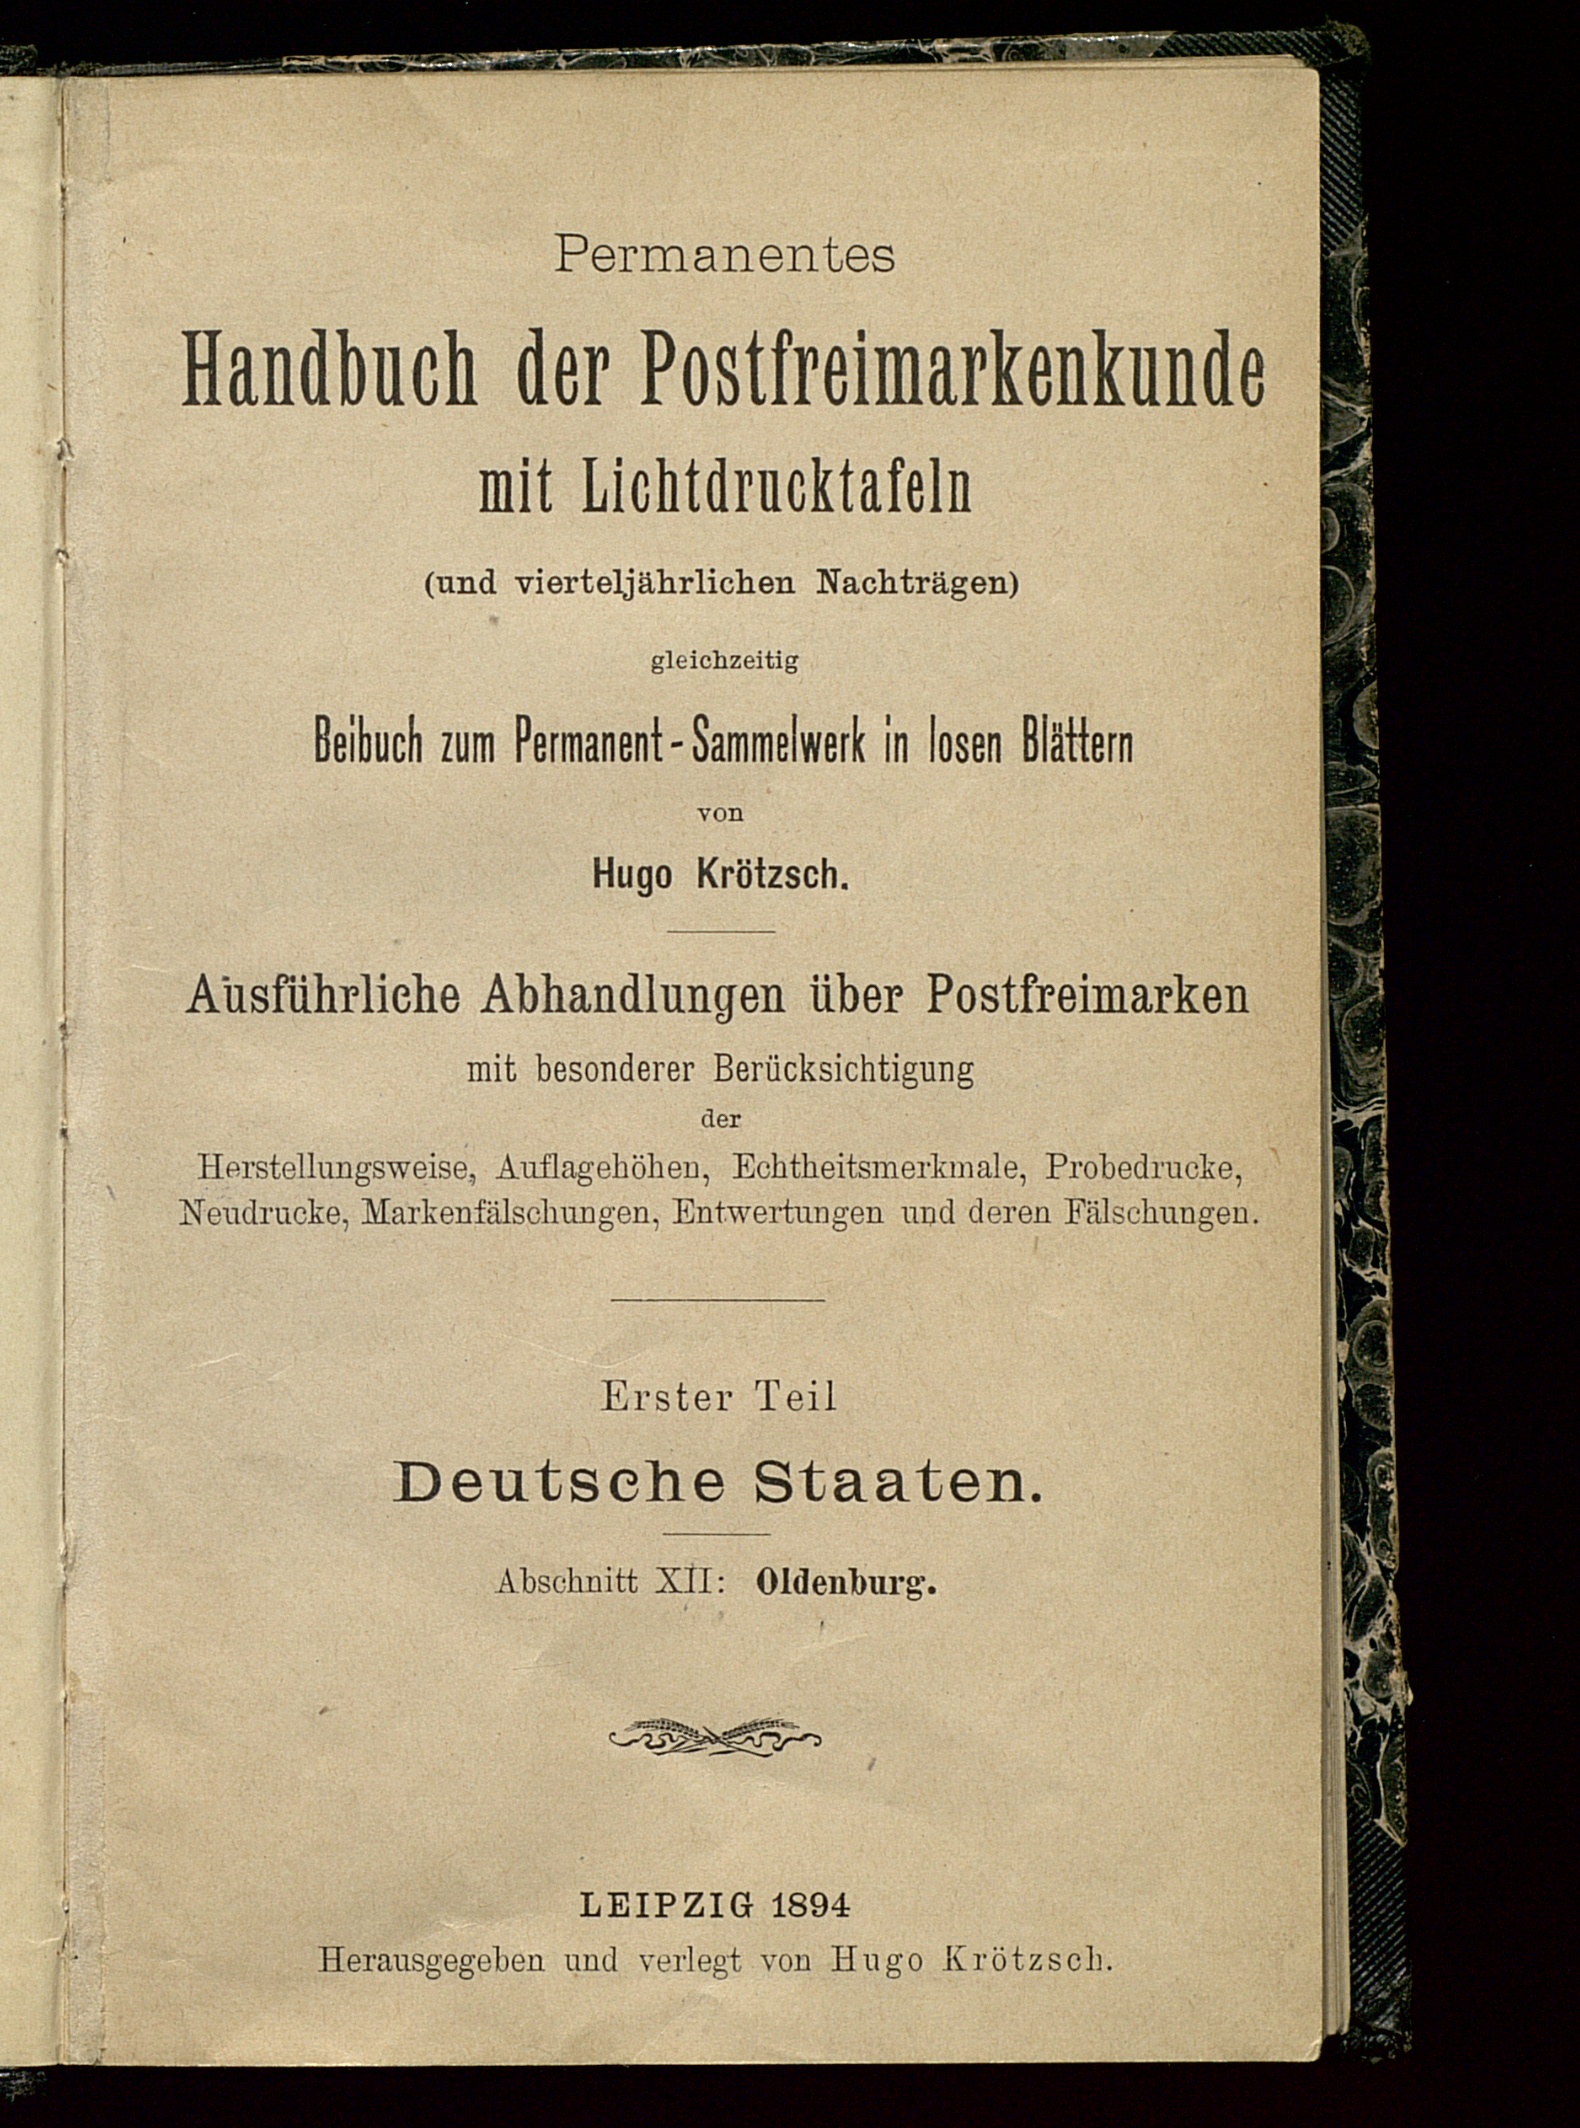 Permanentes
Handbuch der Postfreimarkenkunde
mit Lichtdrucktafeln
(und vierteljährlichen Nachträgen)
gleichzeitig
Beibuch zum Permanent-Sammelwerk in losen Blättern
von
Hugo Krötzsch.
Ausführliche Abhandlungen über Postfreimarken
mit besonderer Berücksichtigung
der
Herstellungsweise, Auflagehöhen, Echtheitsmerkmale, Probedrucke,
Neudrucke, Markenfälschungen, Entwertungen und deren Fälschungen.
Erster Teil
Deutsche Staaten.
Abschnitt XII: Oldenburg.
LEIPZIG 1894
Herausgegeben und verlegt von Hugo Krötzsch.